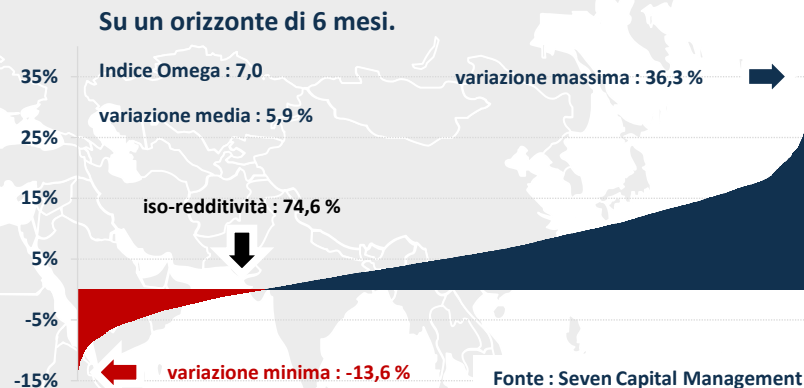 Su un orizzonte di 6 mesi.
35%
Indice Omega : 7,0
variazione massima : 36,3 %
variazione media : 5,9 %
25%
15%
iso-redditività : 74,6 %
5%
-5%
-15%
variazione minima : -13,6 %
Fonte : Seven Capital Management